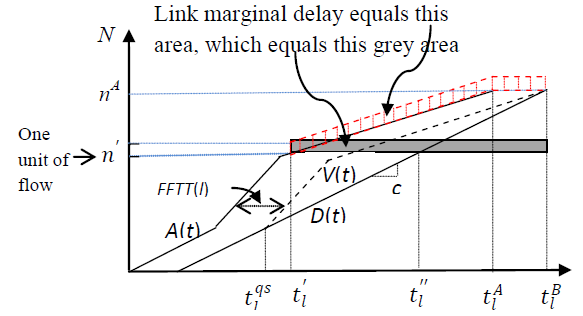 Link marginal delay equals this
area, which equals this grey area
N
n^A
One
unit of
flow
n'
FFTT(l)
V(t)
c
A(t)
D(t)
t_l^{qs} t_l^{'} t_l^{''} t_l^A t_l^B